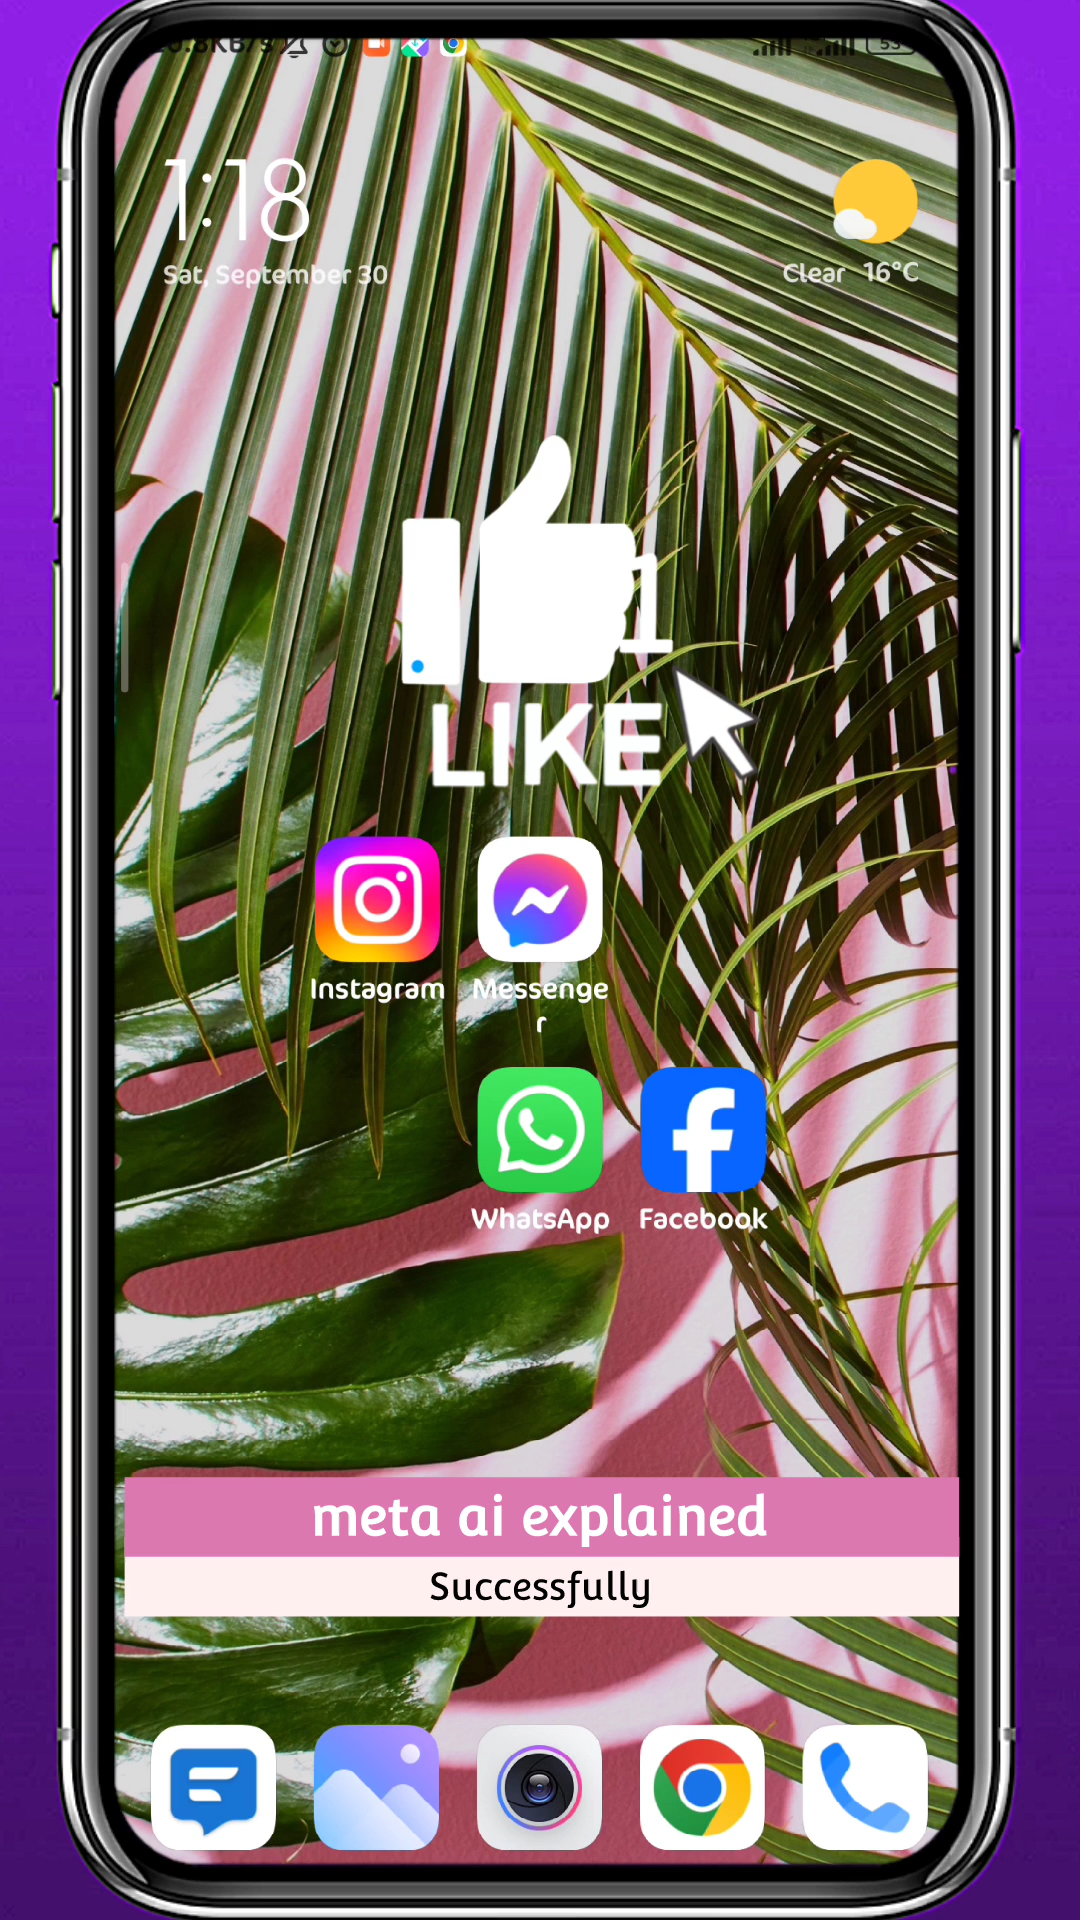 1:18
Sat, September 30
Clear 16°C
1
LIKE
Instagram
Messenge
r
WhatsApp
Facebook
meta ai explained
Successfully